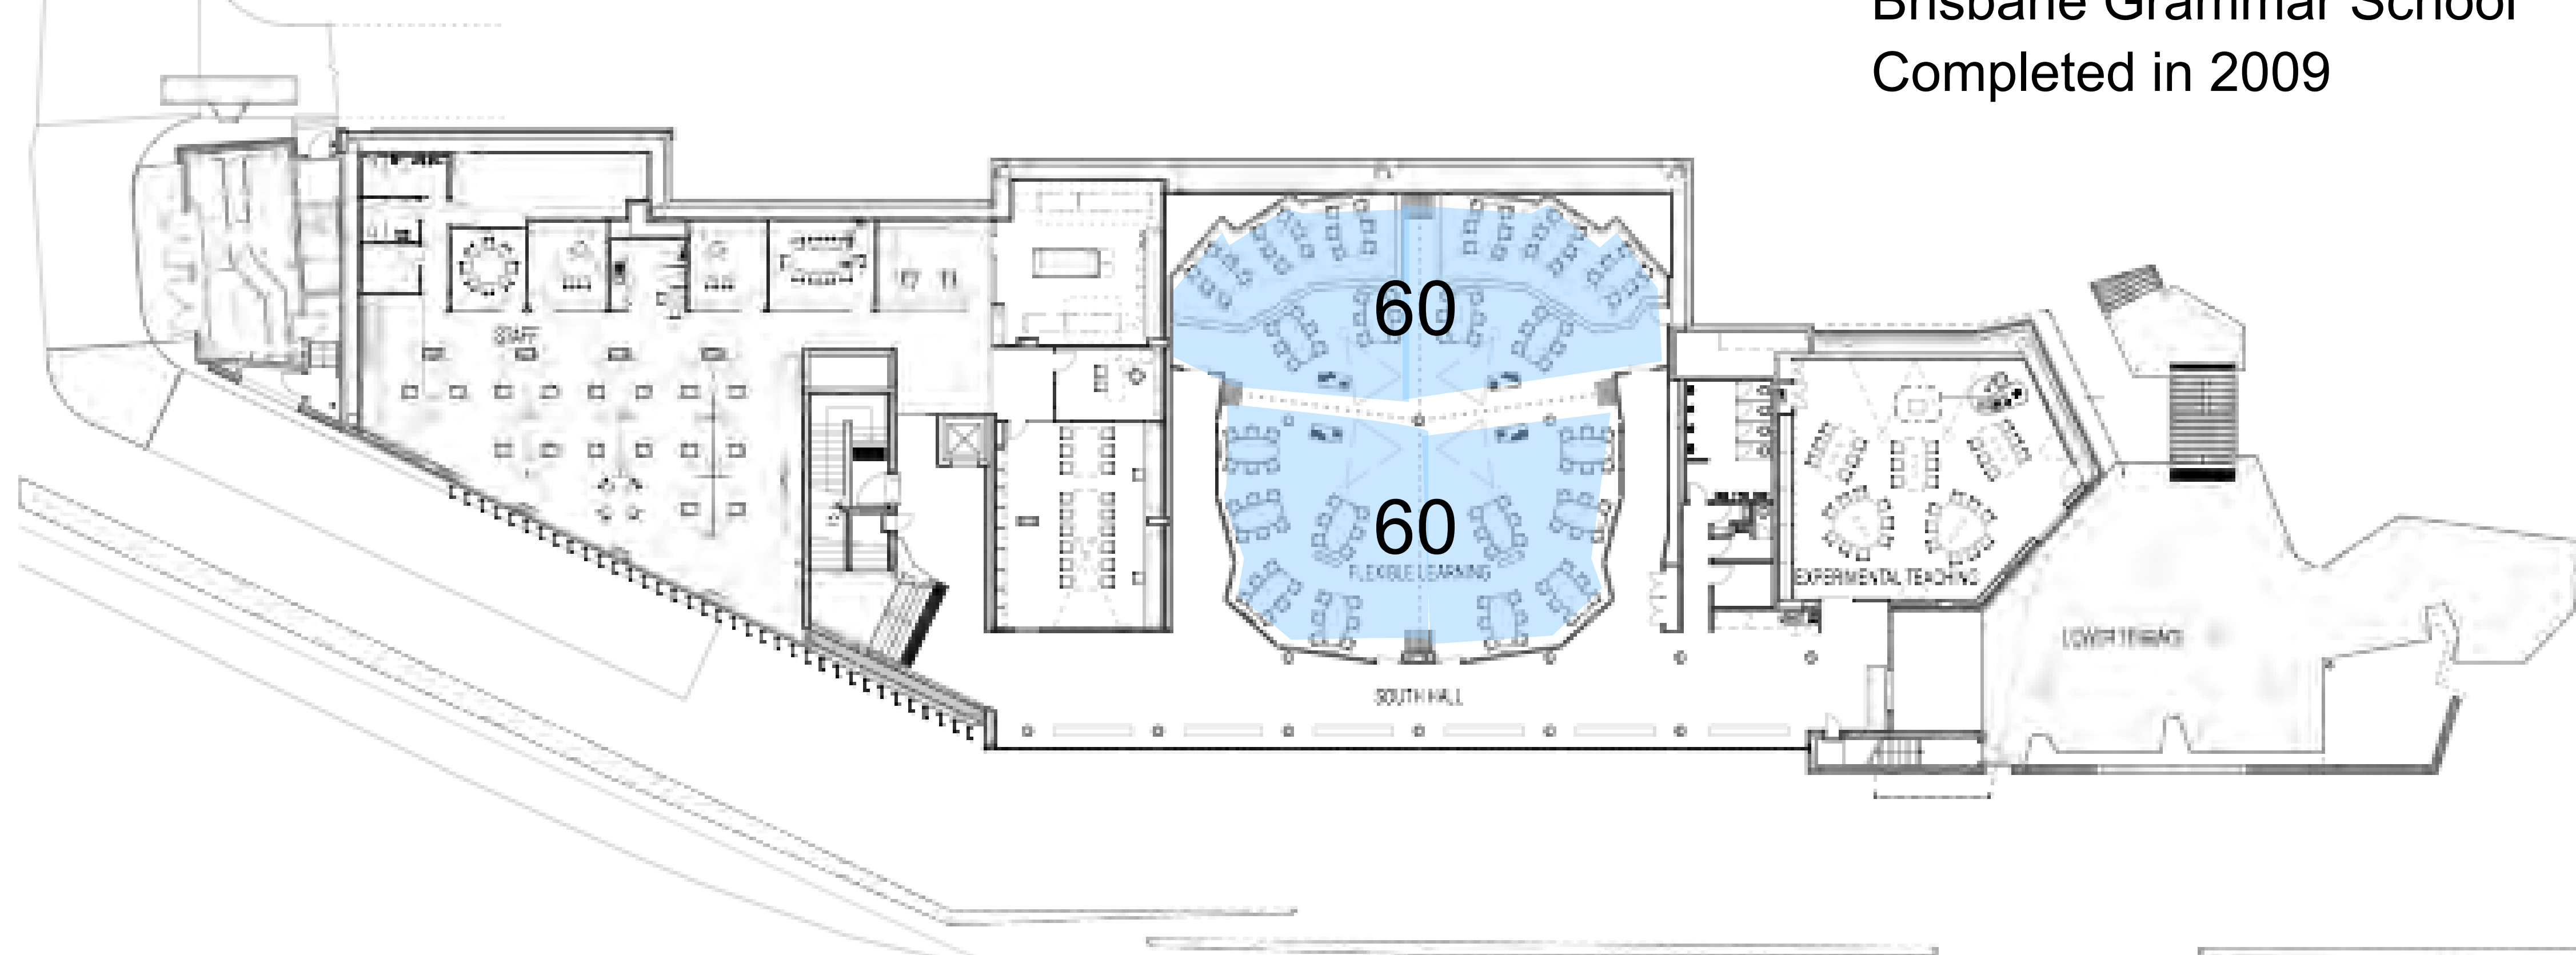 Brisbane Grammar School
Completed in 2009
60
STAFF
60
FLEXIBLE LEARNING
EXPERIMENTAL TEACHING
LOWER TERRACE
SOUTH HALL